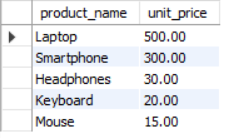 product_name unit_price
Laptop 500.00
Smartphone 300.00
Headphones 30.00
Keyboard 20.00
Mouse 15.00